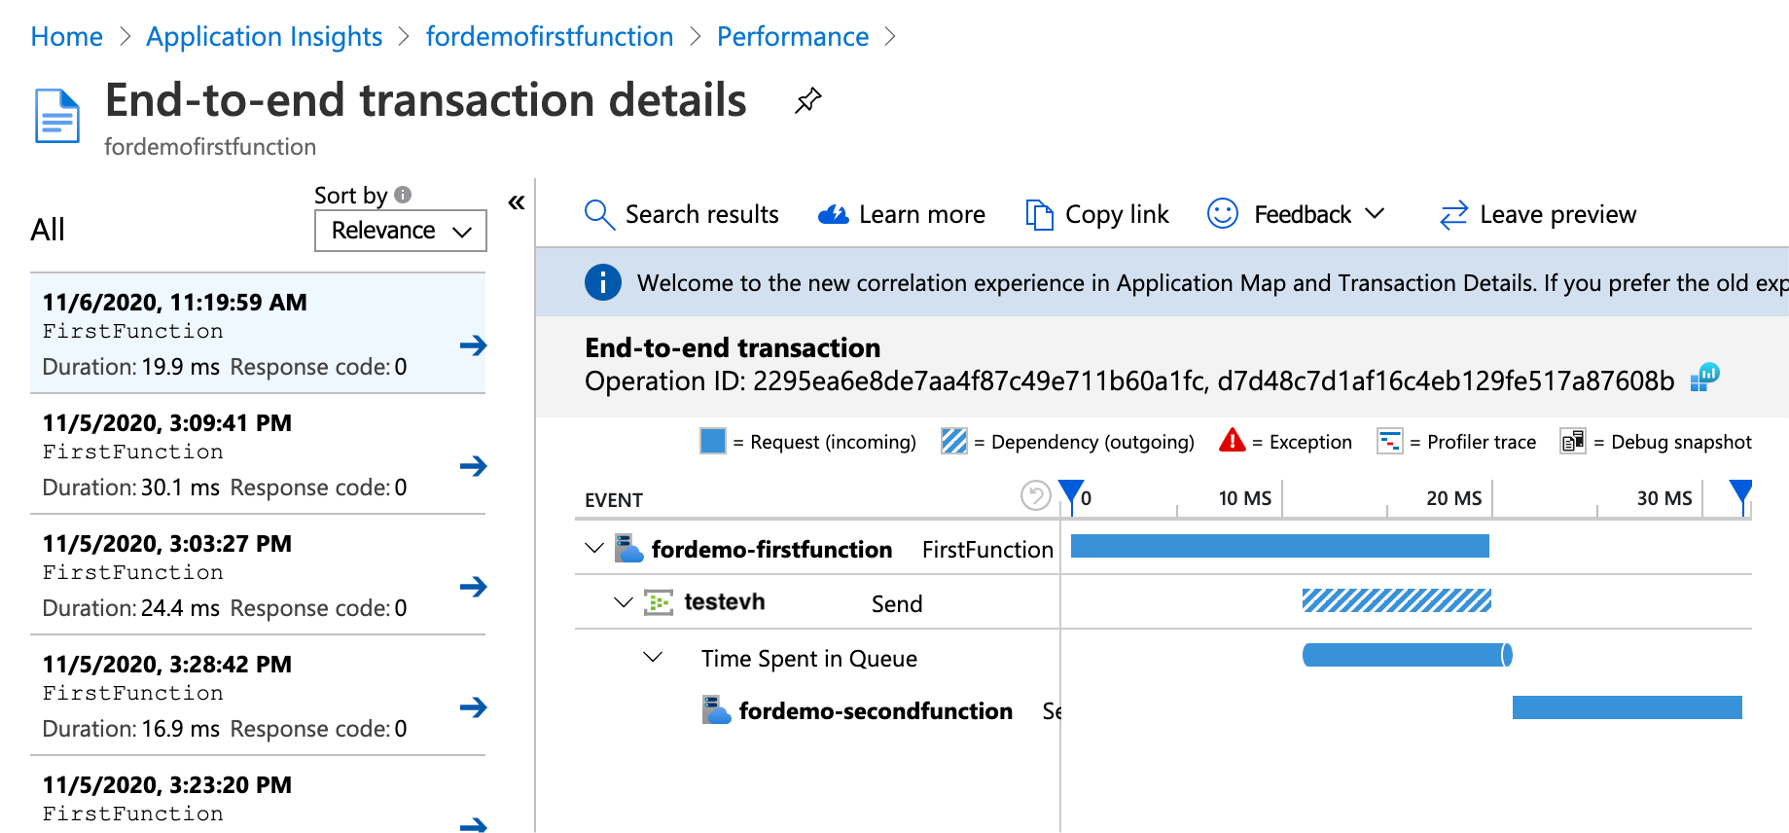 Home > Application Insights > fordemofirstfunction > Performance >
End-to-end transaction details
fordemofirstfunction
Sort by
All
Relevance
11/6/2020, 11:19:59 AM
FirstFunction
Duration: 19.9 ms Response code: 0
11/5/2020, 3:09:41 PM
FirstFunction
Duration: 30.1 ms Response code: 0
11/5/2020, 3:03:27 PM
FirstFunction
Duration: 24.4 ms Response code: 0
11/5/2020, 3:28:42 PM
FirstFunction
Duration: 16.9 ms Response code: 0
11/5/2020, 3:23:20 PM
FirstFunction
Search results Learn more Copy link Feedback Leave preview
Welcome to the new correlation experience in Application Map and Transaction Details. If you prefer the old exp
End-to-end transaction
Operation ID: 2295ea6e8de7aa4f87c49e711b60a1fc, d7d48c7d1af16c4eb129fe517a87608b
= Request (incoming) = Dependency (outgoing) = Exception = Profiler trace = Debug snapshot
EVENT 0 10 MS 20 MS 30 MS
fordemo-firstfunction FirstFunction
testevh Send
Time Spent in Queue
fordemo-secondfunction Se